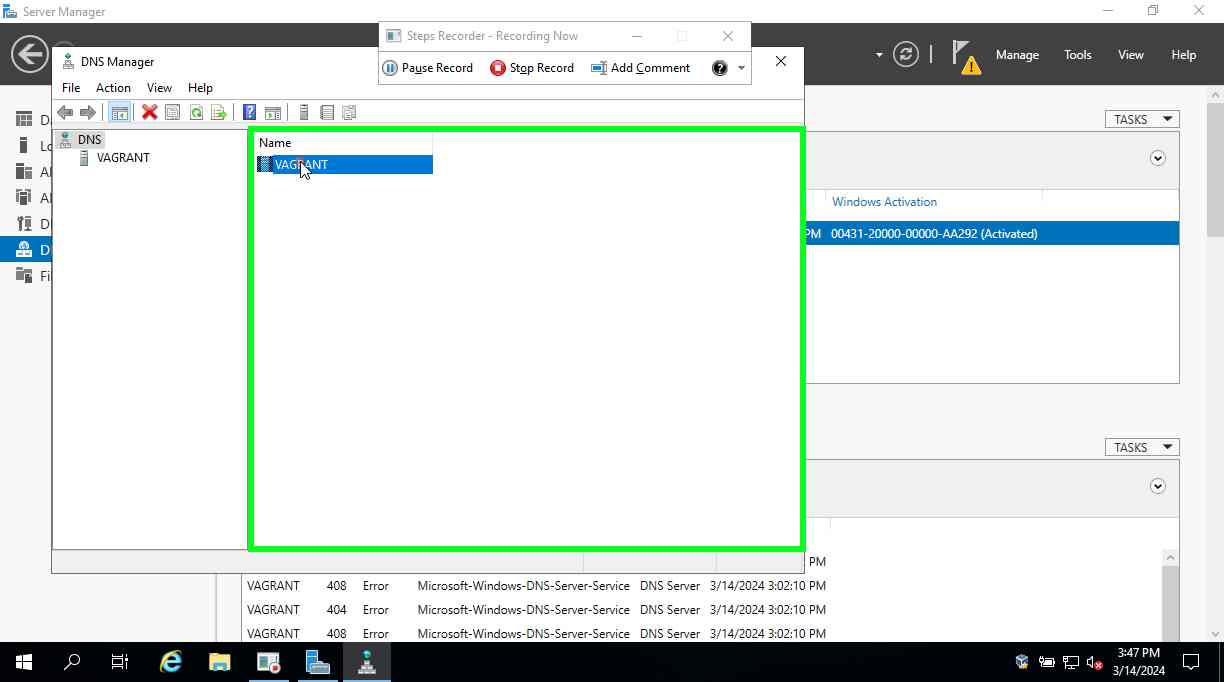 Server Manager
Steps Recorder - Recording Now
Pause Record
Stop Record
Add Comment
Manage
Tools
View
Help
DNS Manager
File
Action
View
Help
DNS
VAGRANT
Name
VAGRANT
TASKS
Windows Activation
PM 00431-20000-00000-AA292 (Activated)
TASKS
PM
VAGRANT 408 Error Microsoft-Windows-DNS-Server-Service DNS Server 3/14/2024 3:02:10 PM
VAGRANT 404 Error Microsoft-Windows-DNS-Server-Service DNS Server 3/14/2024 3:02:10 PM
VAGRANT 408 Error Microsoft-Windows-DNS-Server-Service DNS Server 3/14/2024 3:02:10 PM
3:47 PM
3/14/2024